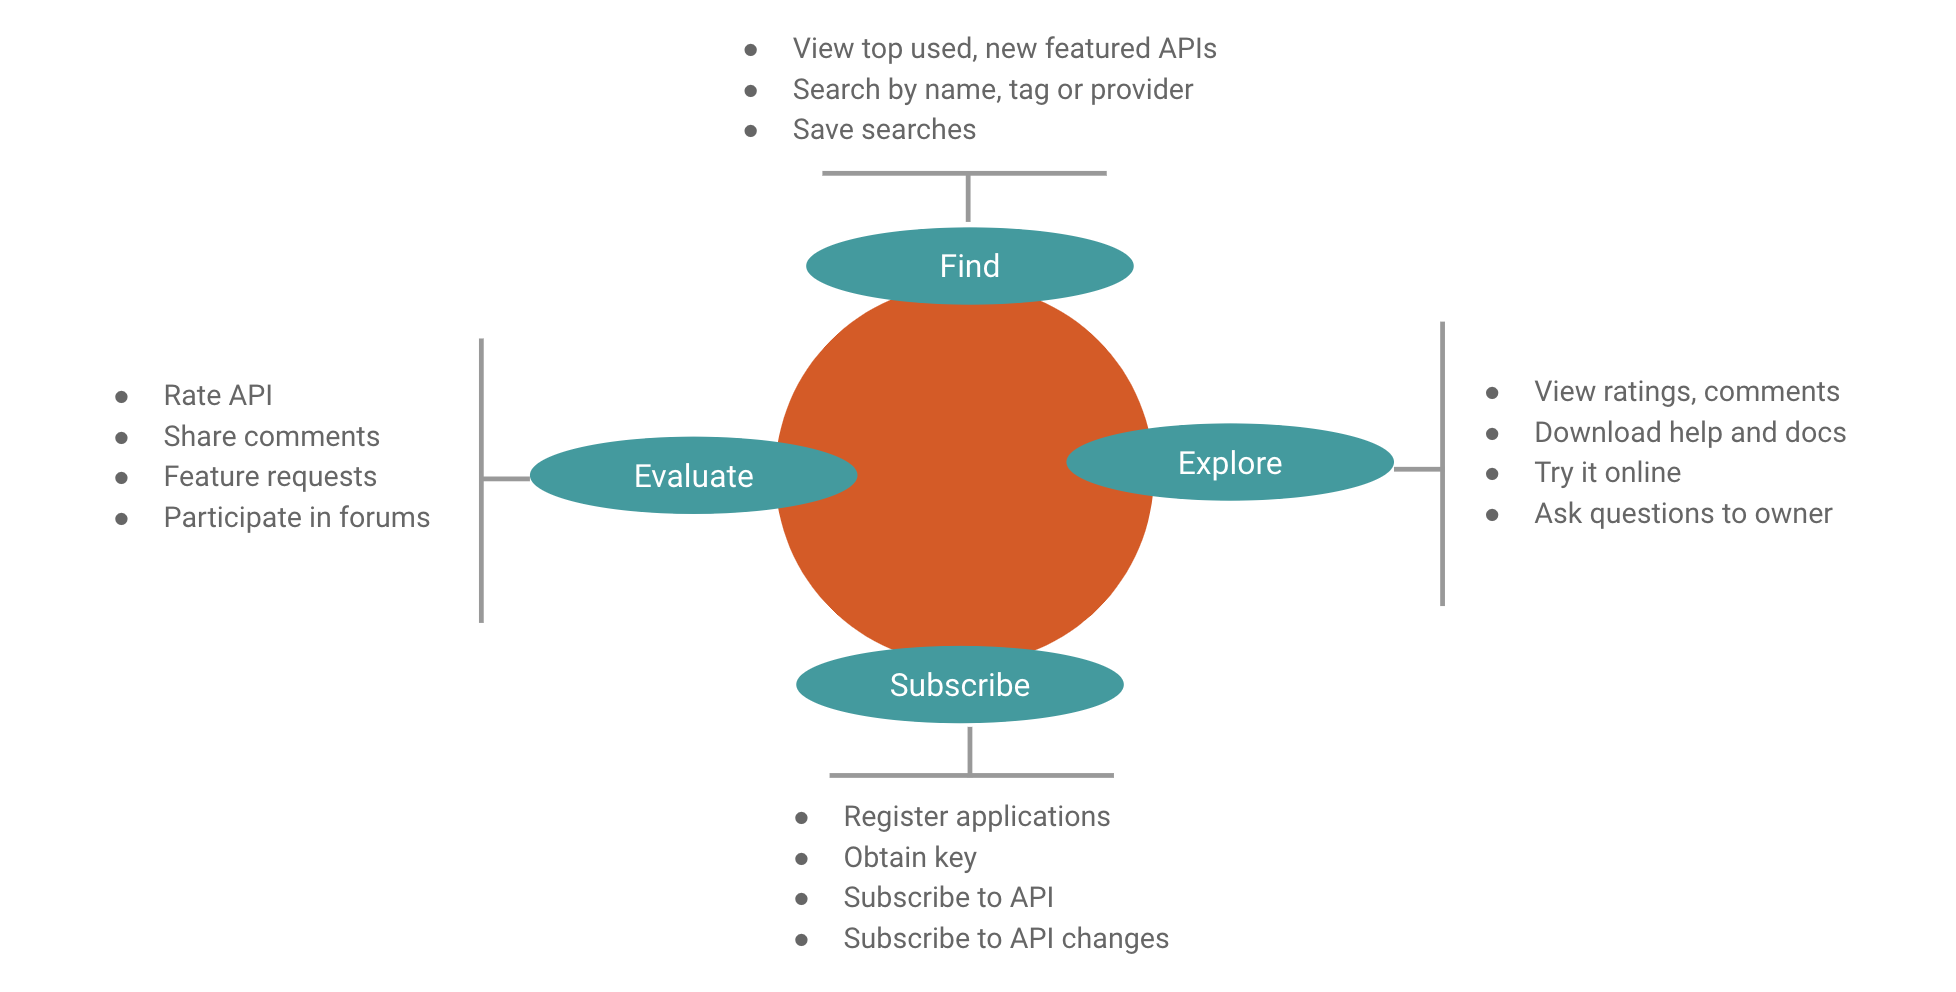 ● View top used, new featured APIs
● Search by name, tag or provider
● Save searches
Find
● Rate API
● Share comments
● Feature requests
● Participate in forums
Evaluate
Explore
● View ratings, comments
● Download help and docs
● Try it online
● Ask questions to owner
Subscribe
● Register applications
● Obtain key
● Subscribe to API
● Subscribe to API changes